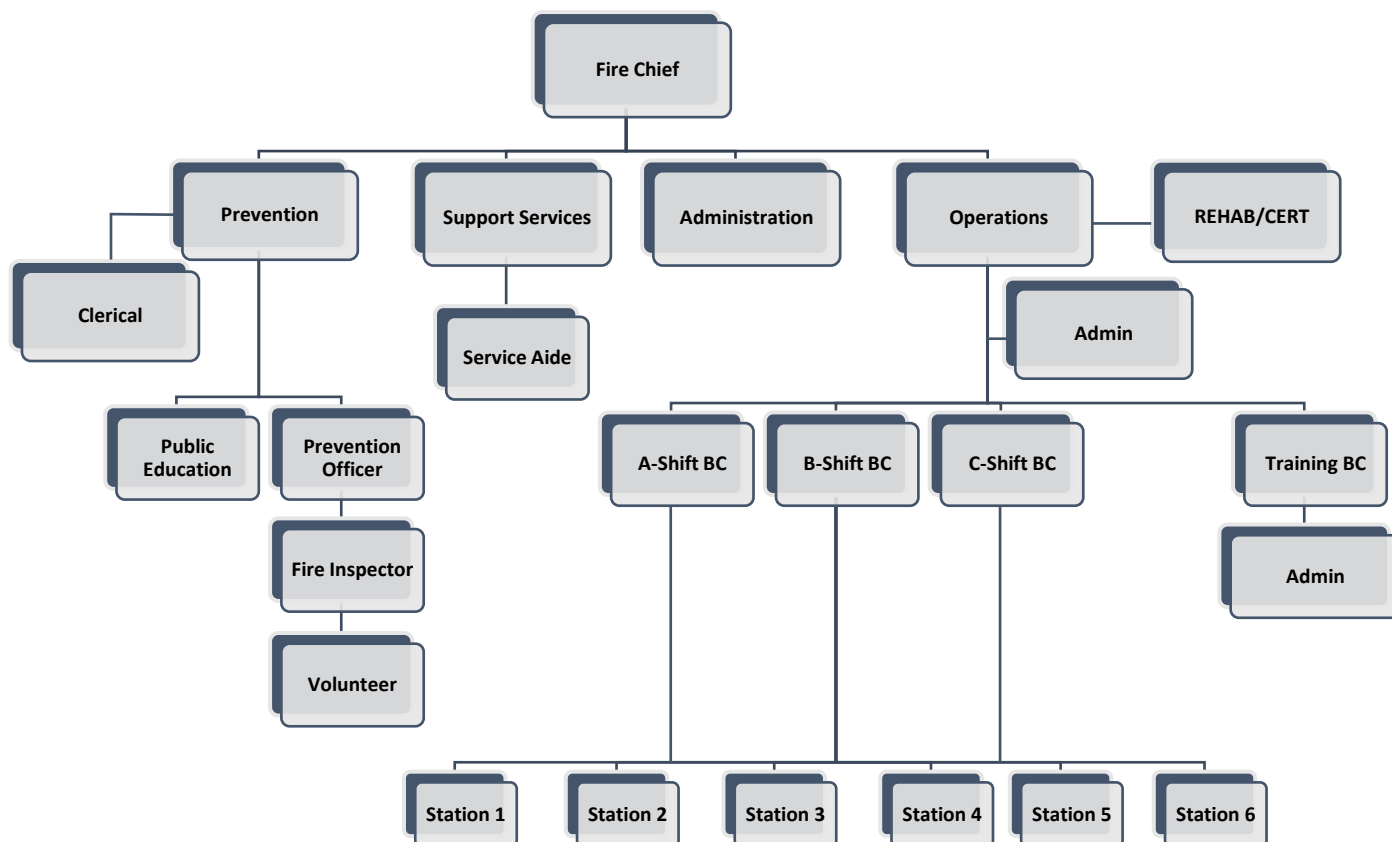 Fire Chief
Prevention
Support Services
Administration
Operations
REHAB/CERT
Clerical
Service Aide
Admin
Public
Education
Prevention
Officer
A-Shift BC
B-Shift BC
C-Shift BC
Training BC
Fire Inspector
Admin
Volunteer
Station 1
Station 2
Station 3
Station 4
Station 5
Station 6